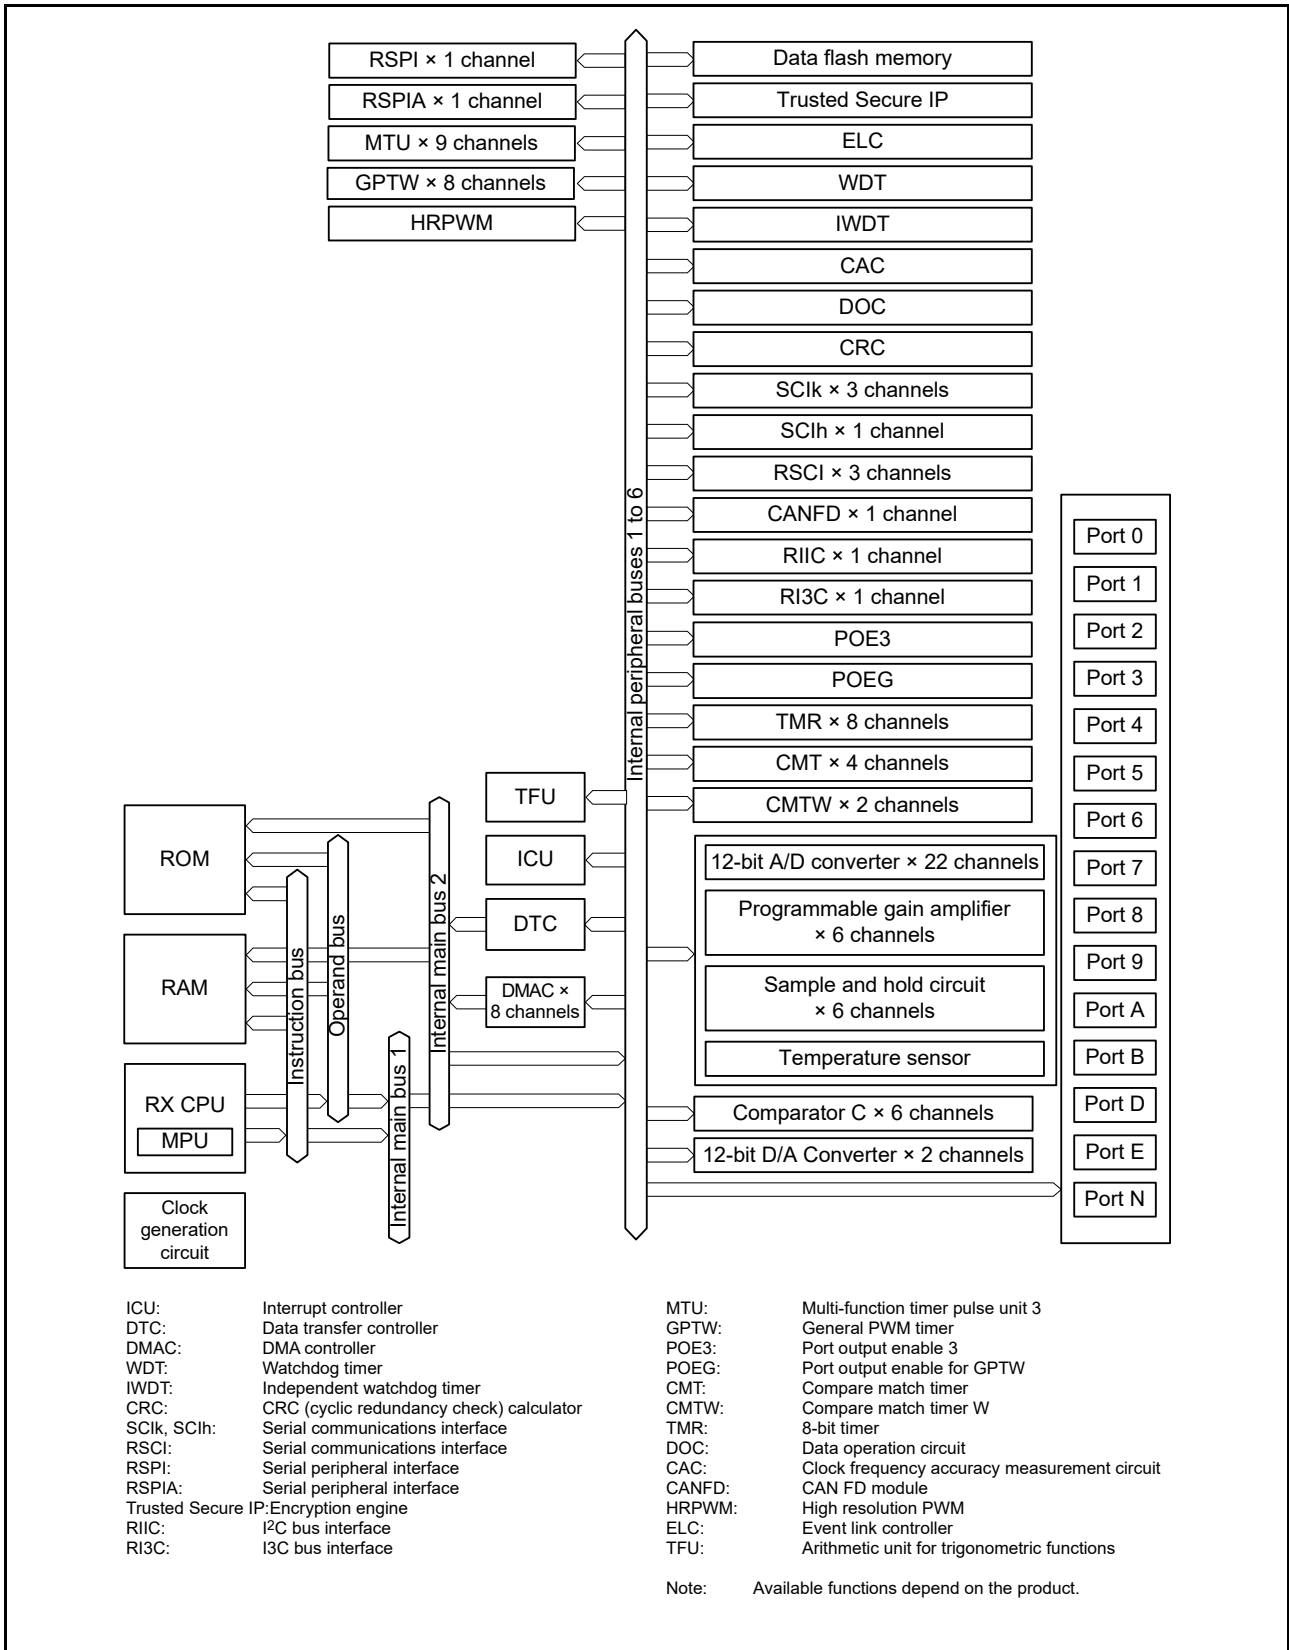 RSPI × 1 channel
RSPIA × 1 channel
MTU × 9 channels
GPTW × 8 channels
HRPWM
Data flash memory
Trusted Secure IP
ELC
WDT
IWDT
CAC
DOC
CRC
SCIk × 3 channels
SCIh × 1 channel
RSCI × 3 channels
CANFD × 1 channel
RIIC × 1 channel
RI3C × 1 channel
POE3
POEG
TMR × 8 channels
CMT × 4 channels
CMTW × 2 channels
12-bit A/D converter × 22 channels
Programmable gain amplifier
× 6 channels
Sample and hold circuit
× 6 channels
Temperature sensor
Comparator C × 6 channels
12-bit D/A Converter × 2 channels
Internal peripheral buses 1 to 6
Port 0
Port 1
Port 2
Port 3
Port 4
Port 5
Port 6
Port 7
Port 8
Port 9
Port A
Port B
Port D
Port E
Port N
TFU
ICU
DTC
DMAC ×
8 channels
ROM
RAM
RX CPU
MPU
Clock
generation
circuit
Instruction bus
Operand bus
Internal main bus 1
Internal main bus 2
ICU: Interrupt controller
DTC: Data transfer controller
DMAC: DMA controller
WDT: Watchdog timer
IWDT: Independent watchdog timer
CRC: CRC (cyclic redundancy check) calculator
SCIk, SCIh: Serial communications interface
RSCI: Serial communications interface
RSPI: Serial peripheral interface
RSPIA: Serial peripheral interface
Trusted Secure IP:Encryption engine
RIIC: I²C bus interface
RI3C: I3C bus interface
MTU: Multi-function timer pulse unit 3
GPTW: General PWM timer
POE3: Port output enable 3
POEG: Port output enable for GPTW
CMT: Compare match timer
CMTW: Compare match timer W
TMR: 8-bit timer
DOC: Data operation circuit
CAC: Clock frequency accuracy measurement circuit
CANFD: CAN FD module
HRPWM: High resolution PWM
ELC: Event link controller
TFU: Arithmetic unit for trigonometric functions
Note: Available functions depend on the product.